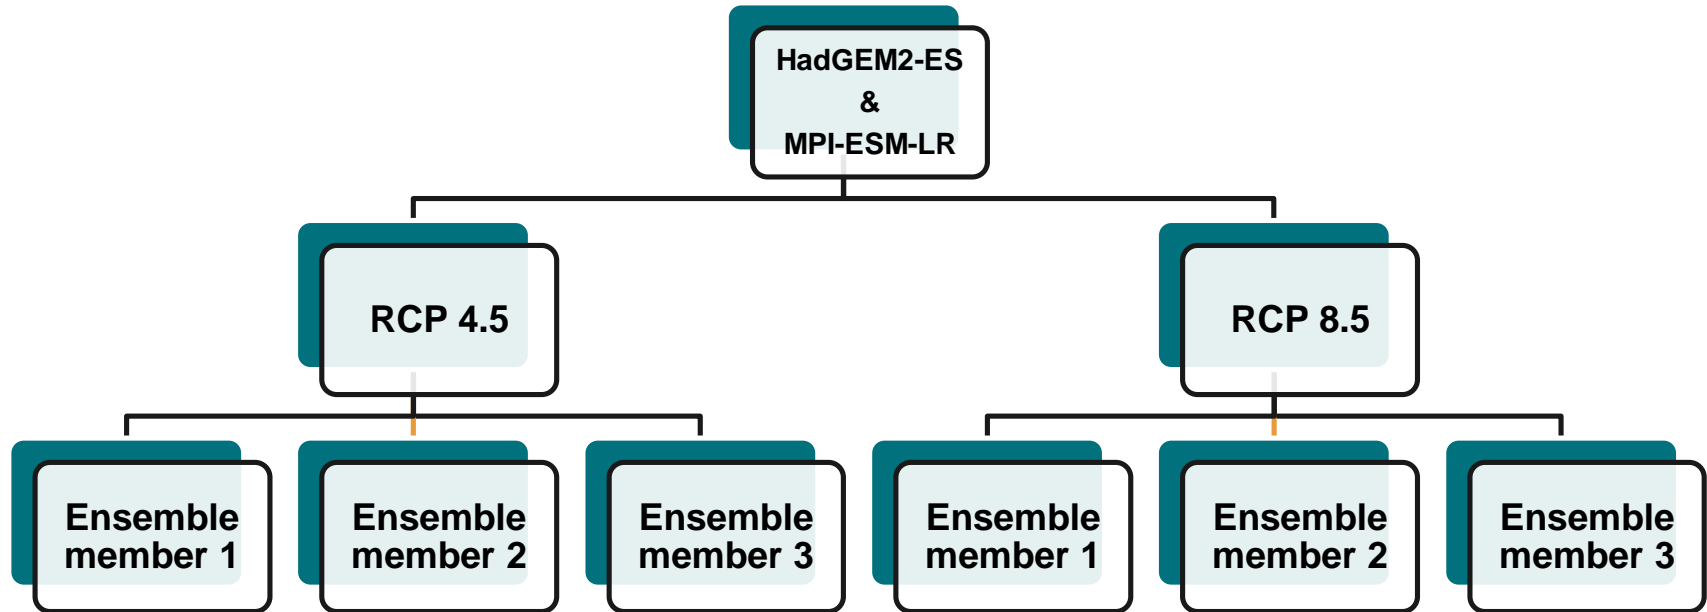 HadGEM2-ES
&
MPI-ESM-LR
RCP 4.5
RCP 8.5
Ensemble
member 1
Ensemble
member 2
Ensemble
member 3
Ensemble
member 1
Ensemble
member 2
Ensemble
member 3